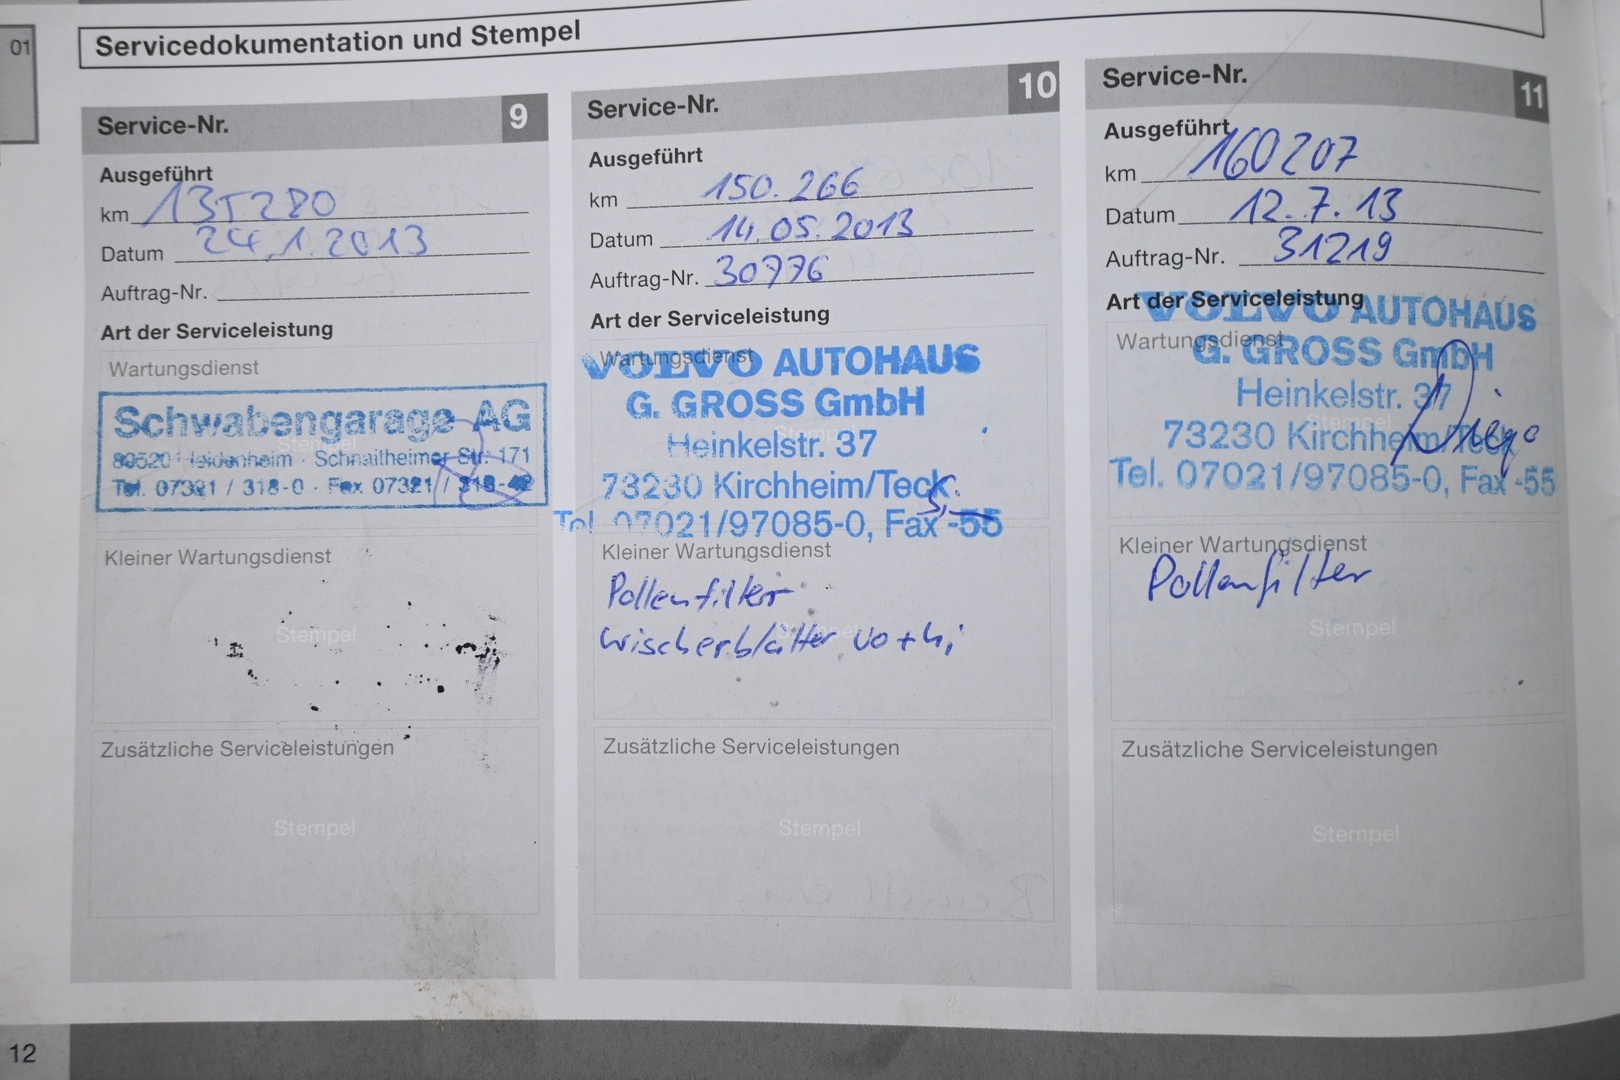 01
Servicedokumentation und Stempel
Service-Nr. 9
Ausgeführt
km 135280
Datum 24.1.2013
Auftrag-Nr.
Art der Serviceleistung
Wartungsdienst
Stempel
Schwabengarage AG
89520 Heidenheim · Schnaitheimer Str. 171
Tel. 07321 / 318-0 · Fax 07321 / 318-42
Kleiner Wartungsdienst
Stempel
Zusätzliche Serviceleistungen
Stempel
Service-Nr. 10
Ausgeführt
km 150.266
Datum 14.05.2013
Auftrag-Nr. 30776
Art der Serviceleistung
Wartungsdienst
VOLVO AUTOHAUS
G. GROSS GmbH
Stempel
Heinkelstr. 37
73230 Kirchheim/Teck
Tel. 07021/97085-0, Fax -55
Kleiner Wartungsdienst
Pollenfilter
Stempel
Wischerblätter vo + hi
Zusätzliche Serviceleistungen
Stempel
Service-Nr. 11
Ausgeführt
km 160207
Datum 12.7.13
Auftrag-Nr. 31219
Art der Serviceleistung
VOLVO AUTOHAUS
Wartungsdienst
G. GROSS GmbH
Heinkelstr. 37
Stempel
73230 Kirchheim/Teck
Tel. 07021/97085-0, Fax -55
Kleiner Wartungsdienst
Pollenfilter
Stempel
Zusätzliche Serviceleistungen
Stempel
12